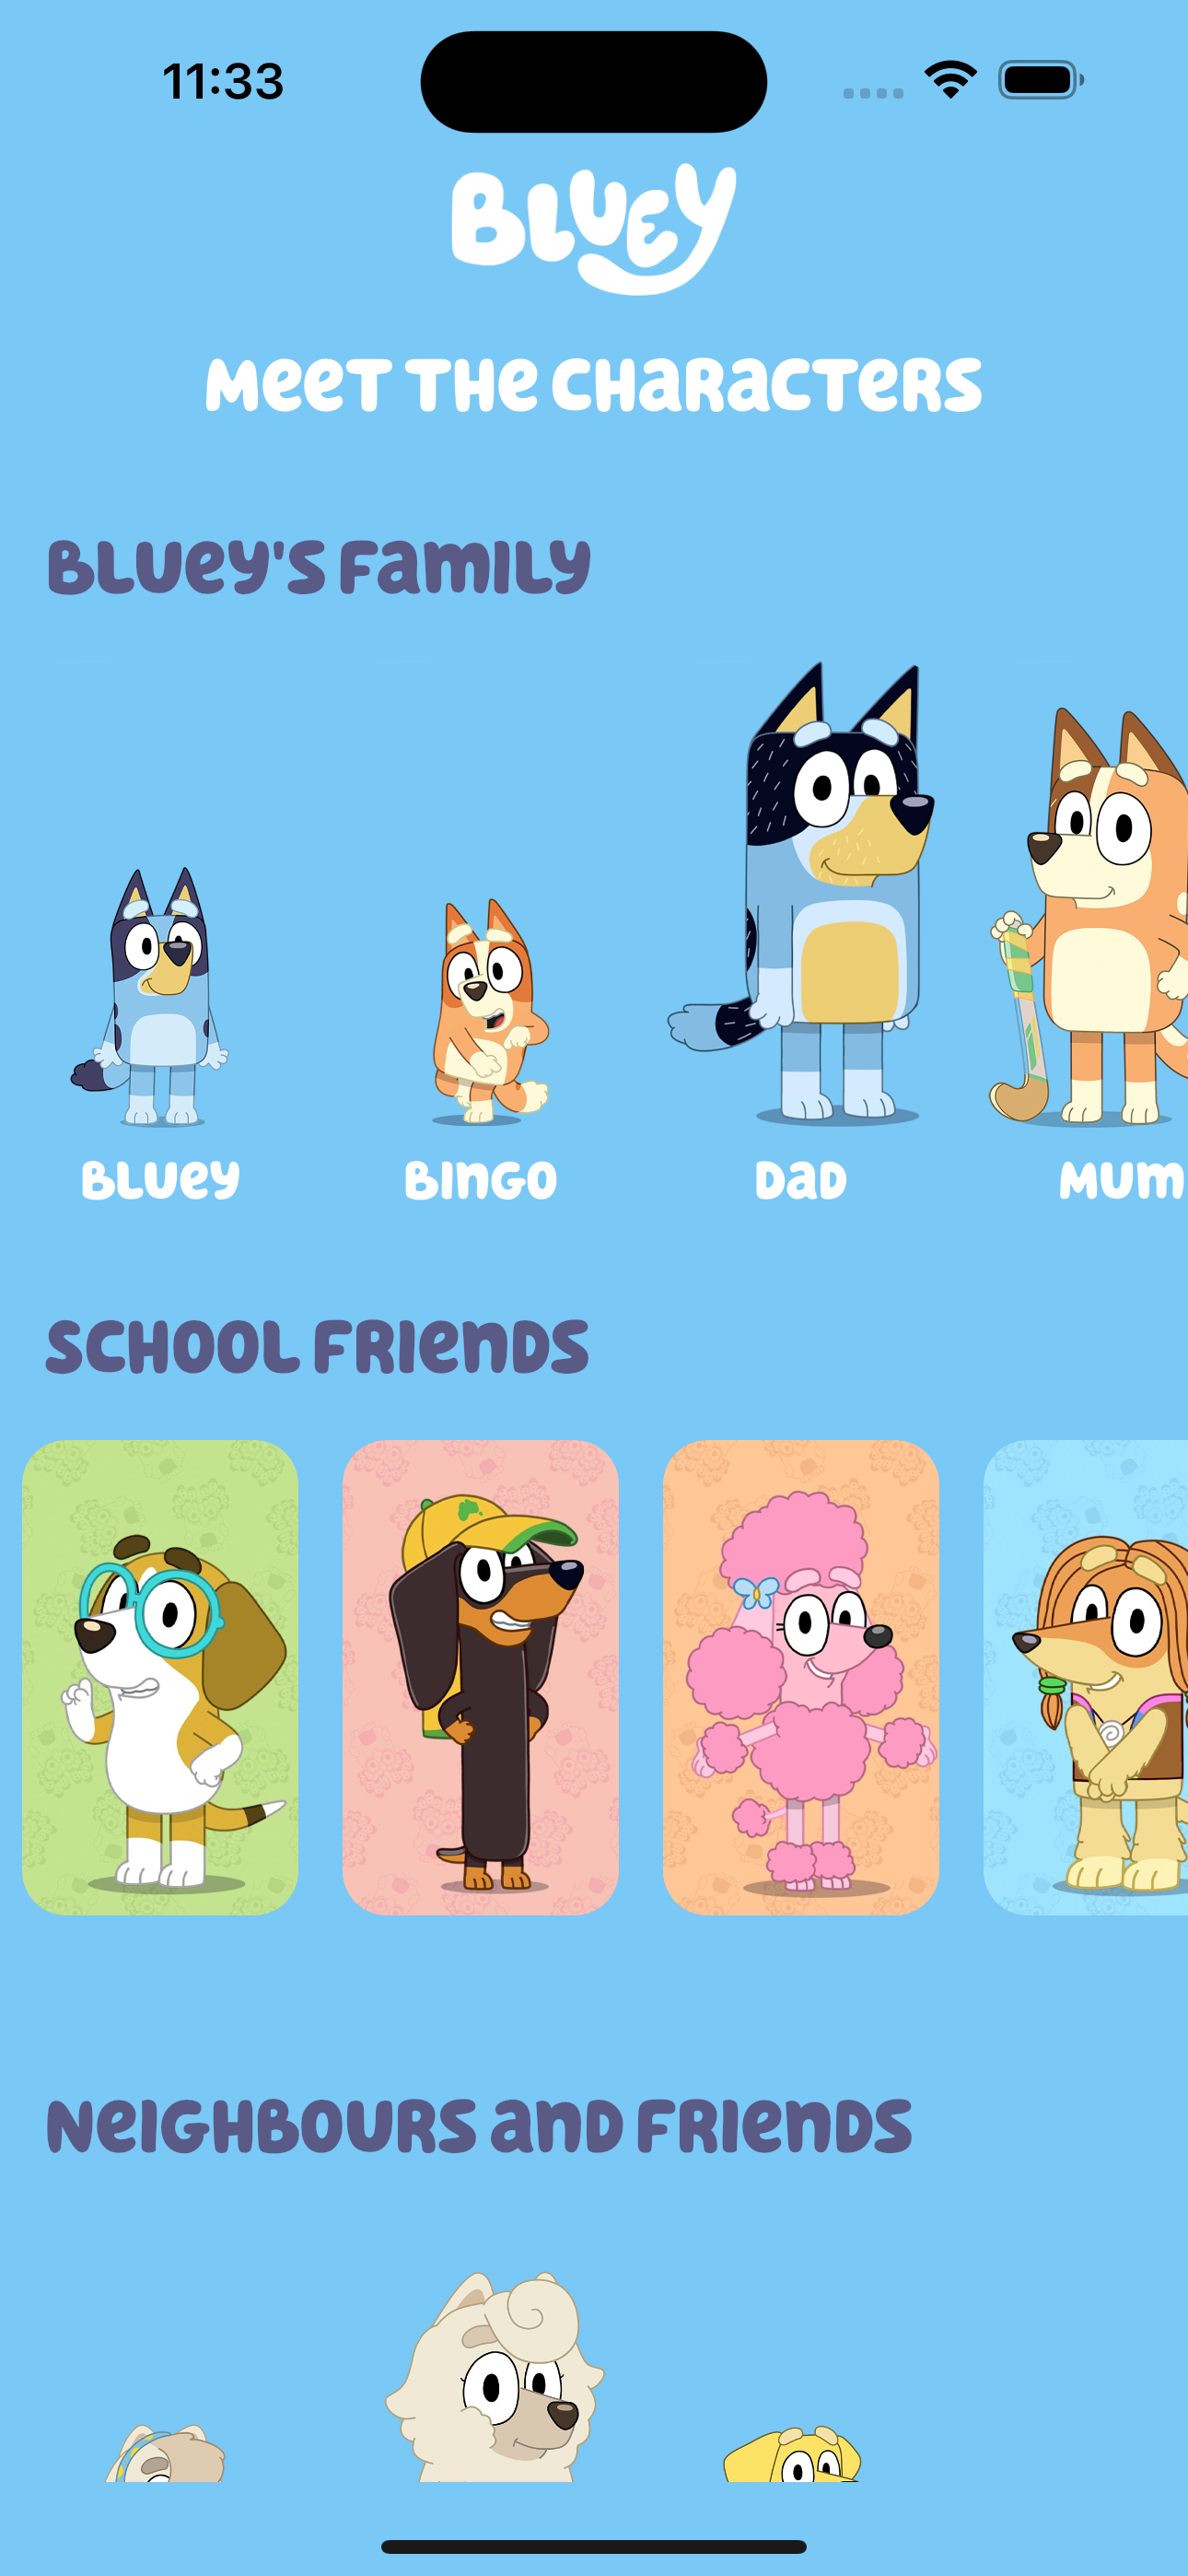 11:33
BLUEY
MeeT THe CHaRaCTeRS
BLUeY'S FamILY
BLUeY
BINGO
DaD
MUm
SCHOOL FRIenDS
NeIGHBOURS anD FRIenDS